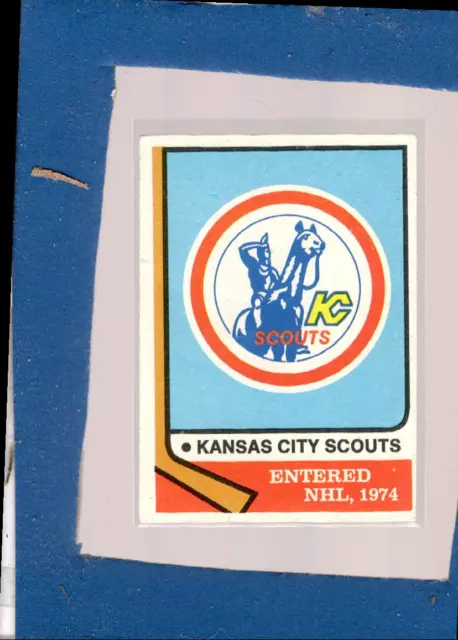 KC
SCOUTS
• KANSAS CITY SCOUTS
ENTERED
NHL, 1974